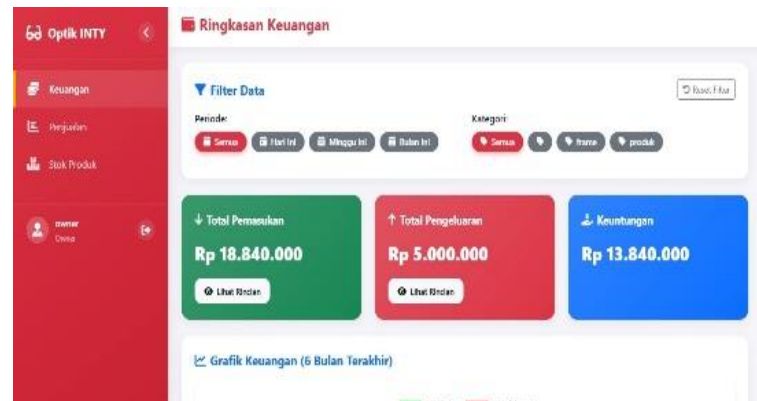 Optik INTY
Keuangan
Penjualan
Stok Produk
owner
Owner
Ringkasan Keuangan
Filter Data
Reset Filter
Periode:
Semua Hari Ini Minggu Ini Bulan Ini
Kategori:
Semua frame produk
Total Pemasukan
Rp 18.840.000
Lihat Rincian
Total Pengeluaran
Rp 5.000.000
Lihat Rincian
Keuntungan
Rp 13.840.000
Grafik Keuangan (6 Bulan Terakhir)